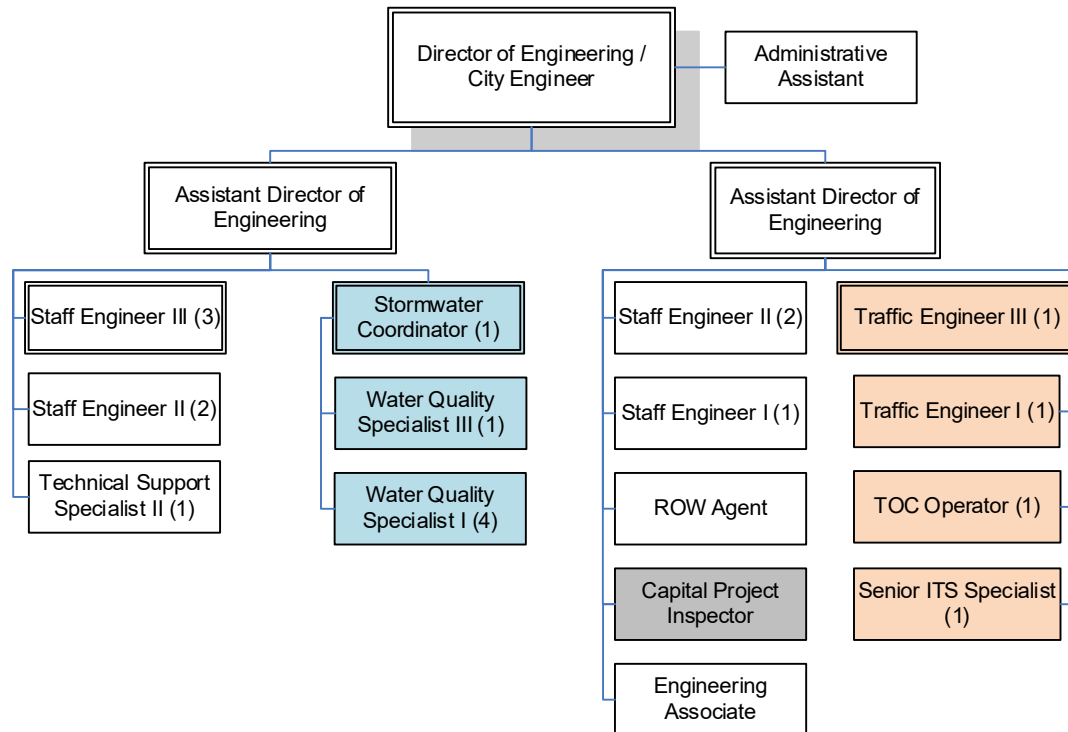 Director of Engineering /
City Engineer
Administrative
Assistant
Assistant Director of
Engineering
Assistant Director of
Engineering
Staff Engineer III (3)
Stormwater
Coordinator (1)
Staff Engineer II (2)
Traffic Engineer III (1)
Staff Engineer II (2)
Water Quality
Specialist III (1)
Staff Engineer I (1)
Traffic Engineer I (1)
Technical Support
Specialist II (1)
Water Quality
Specialist I (4)
ROW Agent
TOC Operator (1)
Capital Project
Inspector
Senior ITS Specialist
(1)
Engineering
Associate